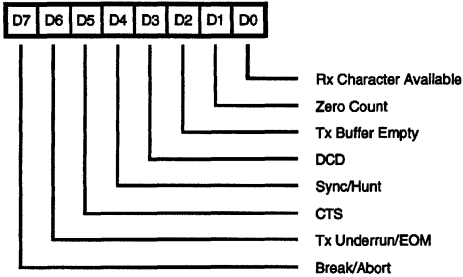 D7 D6 D5 D4 D3 D2 D1 D0
Rx Character Available
Zero Count
Tx Buffer Empty
DCD
Sync/Hunt
CTS
Tx Underrun/EOM
Break/Abort